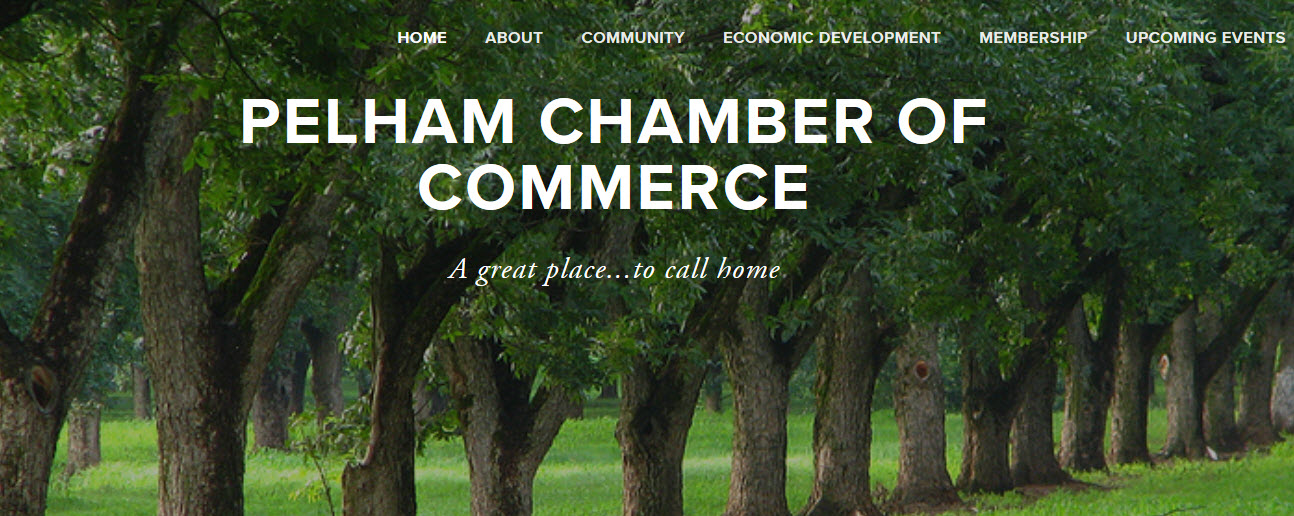 HOME ABOUT COMMUNITY ECONOMIC DEVELOPMENT MEMBERSHIP UPCOMING EVENTS
PELHAM CHAMBER OF
COMMERCE
A great place...to call home